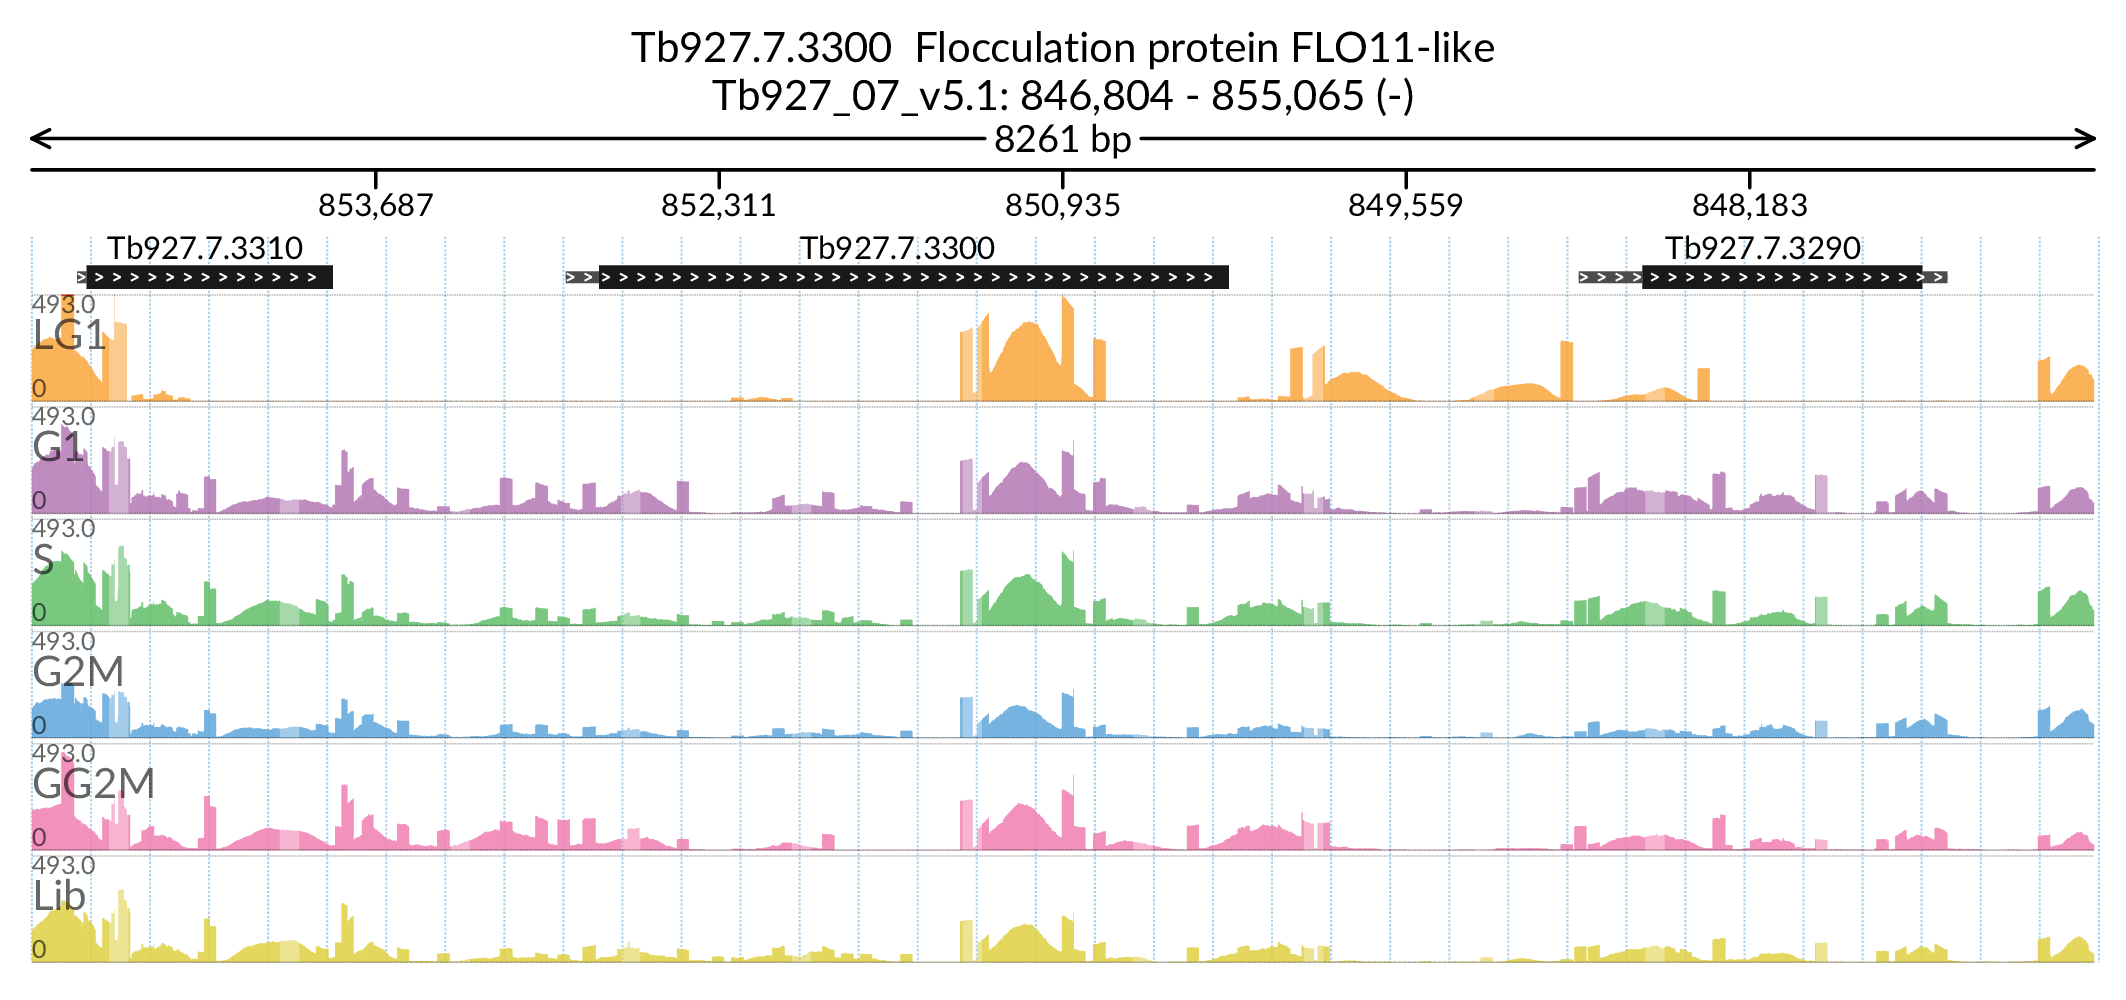 Tb927.7.3300 Flocculation protein FLO11-like
Tb927_07_v5.1: 846,804 - 855,065 (-)
8261 bp
853,687 852,311 850,935 849,559 848,183
Tb927.7.3310 Tb927.7.3300 Tb927.7.3290
493.0
LG1
0
493.0
G1
0
493.0
S
0
493.0
G2M
0
493.0
GG2M
0
493.0
Lib
0